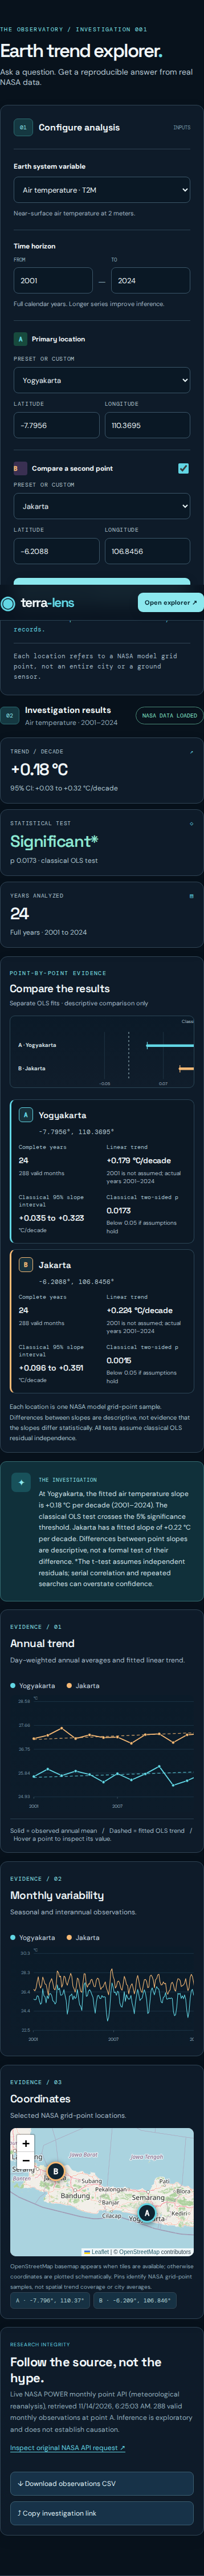 THE OBSERVATORY / INVESTIGATION 001
Earth trend explorer.
Ask a question. Get a reproducible answer from real
NASA data.
01 Configure analysis INPUTS
Earth system variable
Air temperature · T2M
Near-surface air temperature at 2 meters.
Time horizon
FROM TO
2001 — 2024
Full calendar years. Longer series improve inference.
A Primary location
PRESET OR CUSTOM
Yogyakarta
LATITUDE LONGITUDE
-7.7956 110.3695
B Compare a second point
PRESET OR CUSTOM
Jakarta
LATITUDE LONGITUDE
-6.2088 106.8456
terra-lens Open explorer ↗
records.
Each location refers to a NASA model grid
point, not an entire city or a ground
sensor.
02 Investigation results
Air temperature · 2001–2024
NASA DATA LOADED
TREND / DECADE ↗
+0.18 °C
95% CI: +0.03 to +0.32 °C/decade
STATISTICAL TEST
Significant*
p 0.0173 · classical OLS test
YEARS ANALYZED
24
Full years · 2001 to 2024
POINT-BY-POINT EVIDENCE
Compare the results
Separate OLS fits · descriptive comparison only
Class
A · Yogyakarta
B · Jakarta
-0.05 0.07
A Yogyakarta
-7.7956°, 110.3695°
Complete years Linear trend
24 +0.179 °C/decade
288 valid months 2001 is not assumed; actual
years 2001–2024
Classical 95% slope
interval
Classical two-sided p
+0.035 to +0.323 0.0173
°C/decade Below 0.05 if assumptions
hold
B Jakarta
-6.2088°, 106.8456°
Complete years Linear trend
24 +0.224 °C/decade
288 valid months 2001 is not assumed; actual
years 2001–2024
Classical 95% slope
interval
Classical two-sided p
+0.096 to +0.351 0.0015
°C/decade Below 0.05 if assumptions
hold
Each location is one NASA model grid-point sample.
Differences between slopes are descriptive, not evidence that
the slopes differ statistically. All tests assume classical OLS
residual independence.
THE INVESTIGATION
At Yogyakarta, the fitted air temperature slope
is +0.18 °C per decade (2001–2024). The
classical OLS test crosses the 5% significance
threshold. Jakarta has a fitted slope of +0.22 °C
per decade. Differences between point slopes
are descriptive, not a formal test of their
difference. *The t-test assumes independent
residuals; serial correlation and repeated
searches can overstate confidence.
EVIDENCE / 01
Annual trend
Day-weighted annual averages and fitted linear trend.
Yogyakarta Jakarta
°C
2001 2007
Solid = observed annual mean / Dashed = fitted OLS trend /
Hover a point to inspect its value.
EVIDENCE / 02
Monthly variability
Seasonal and interannual observations.
Yogyakarta Jakarta
°C
2001 2007
EVIDENCE / 03
Coordinates
Selected NASA grid-point locations.
+
−
Serang
Jawa Barat
Subang
Bandung
Pekalongan
Banjar
Cilacap
Jawa Tengah
Semarang
Pati
Kediri
B
A
Leaflet | © OpenStreetMap contributors
OpenStreetMap basemap appears when tiles are available; otherwise
coordinates are plotted schematically. Pins identify NASA grid-point
samples, not spatial trend coverage or city averages.
A · -7.796°, 110.37° B · -6.209°, 106.846°
RESEARCH INTEGRITY
Follow the source, not the
hype.
Live NASA POWER monthly point API (meteorological
reanalysis), retrieved 11/14/2026, 6:25:03 AM. 288 valid
monthly observations at point A. Inference is exploratory
and does not establish causation.
Inspect original NASA API request ↗
↓ Download observations CSV
⤴ Copy investigation link